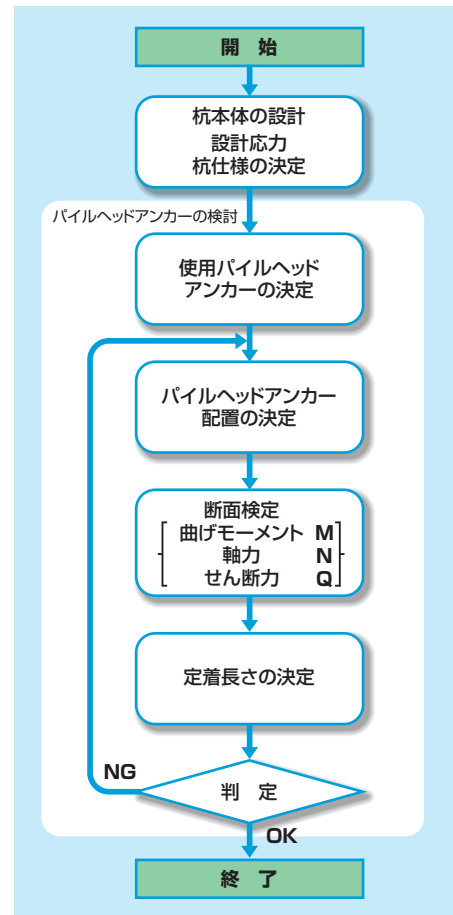 開 始
杭本体の設計
設計応力
杭仕様の決定
パイルヘッドアンカーの検討
使用パイルヘッド
アンカーの決定
パイルヘッドアンカー
配置の決定
断面検定
曲げモーメント M
軸力 N
せん断力 Q
定着長さの決定
NG
判 定
OK
終 了